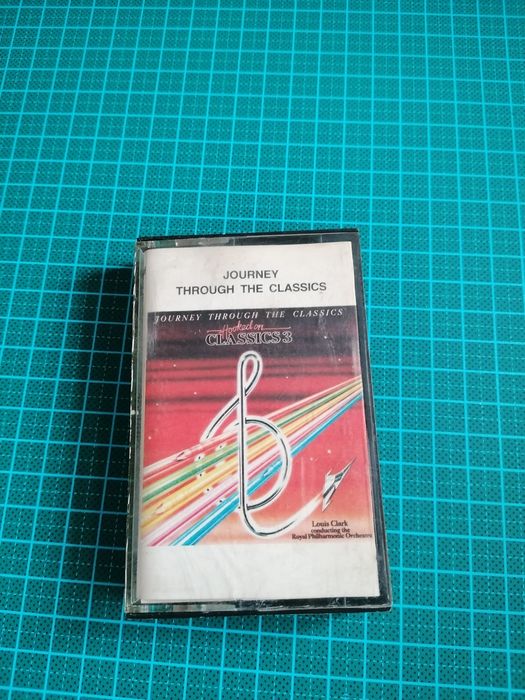 JOURNEY
THROUGH THE CLASSICS
JOURNEY THROUGH THE CLASSICS
Hooked on
CLASSICS 3
Louis Clark
conducting the
Royal Philharmonic Orchestra